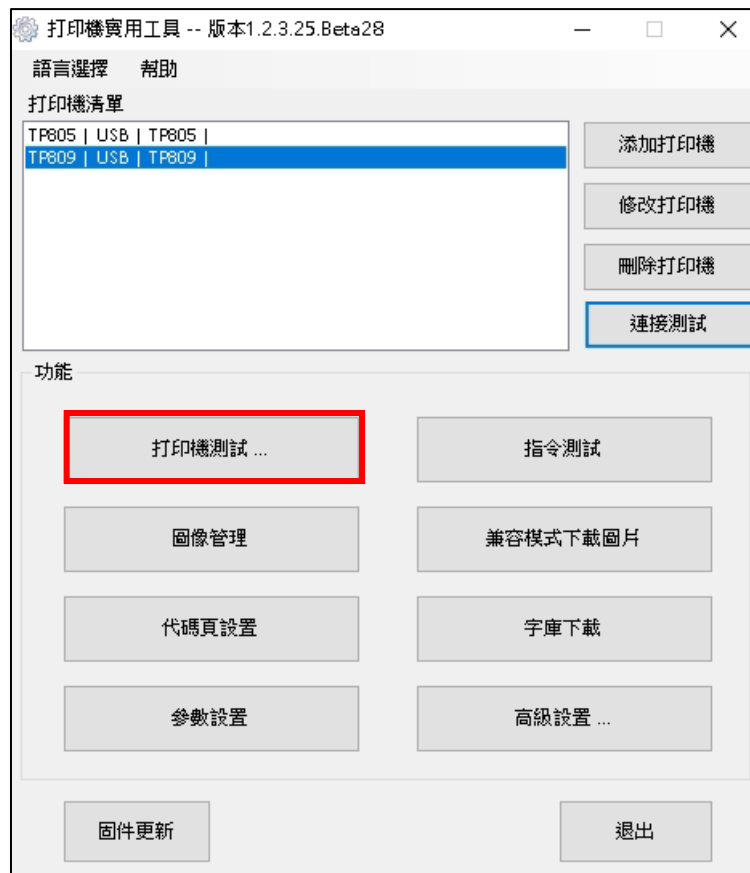 打印機實用工具 -- 版本1.2.3.25.Beta28
語言選擇 幫助
打印機清單
TP805 | USB | TP805 |
TP809 | USB | TP809 |
添加打印機
修改打印機
刪除打印機
連接測試
功能
打印機測試 ...
指令測試
圖像管理
兼容模式下載圖片
代碼頁設置
字庫下載
參數設置
高級設置 ...
固件更新
退出